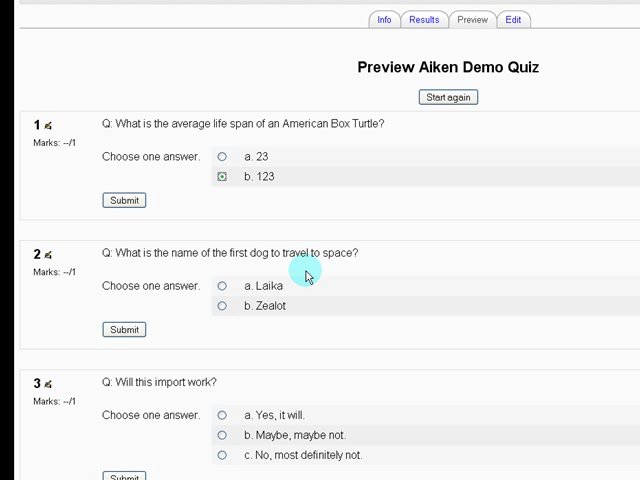 Info Results Preview Edit
Preview Aiken Demo Quiz
Start again
1
Marks: --/1
Q: What is the average life span of an American Box Turtle?
Choose one answer.
a. 23
b. 123
Submit
2
Marks: --/1
Q: What is the name of the first dog to travel to space?
Choose one answer.
a. Laika
b. Zealot
Submit
3
Marks: --/1
Q: Will this import work?
Choose one answer.
a. Yes, it will.
b. Maybe, maybe not.
c. No, most definitely not.
Submit